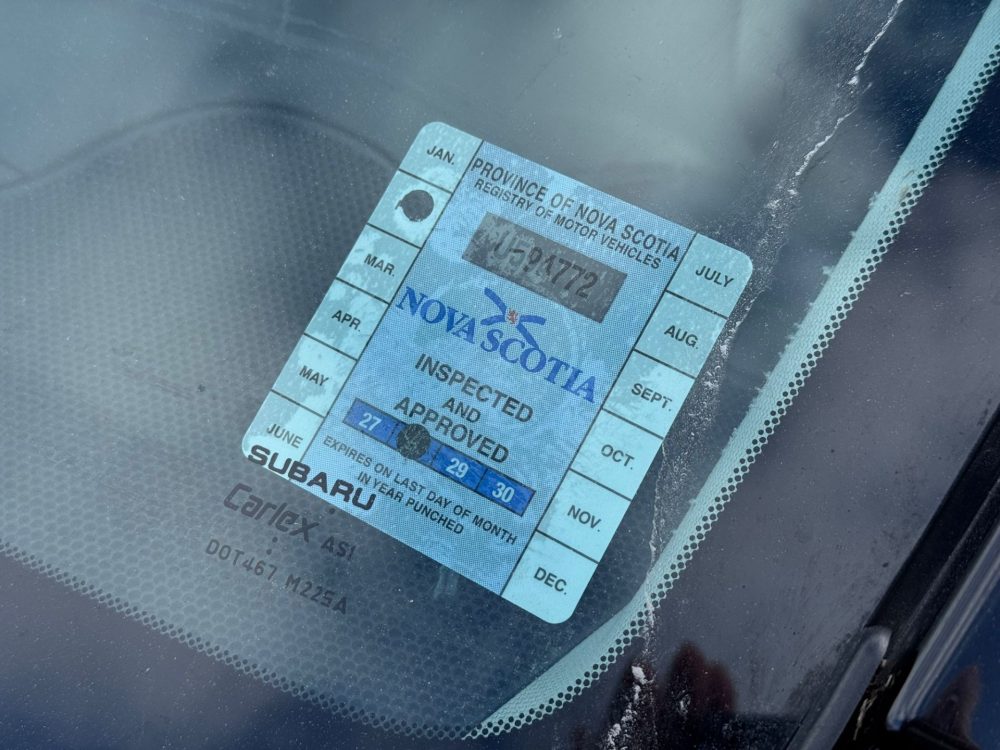 JAN.
MAR.
APR.
MAY
JUNE
PROVINCE OF NOVA SCOTIA
REGISTRY OF MOTOR VEHICLES
NOVA SCOTIA
INSPECTED
AND
APPROVED
27 29 30
EXPIRES ON LAST DAY OF MONTH
IN YEAR PUNCHED
JULY
AUG.
SEPT.
OCT.
NOV.
DEC.
SUBARU
Carlex ASI
DOT467 M225A